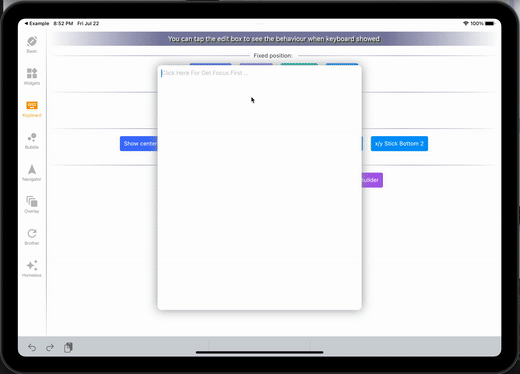 Example 8:52 PM Fri Jul 22
100%
You can tap the edit box to see the behaviour when keyboard showed
Fixed position:
Click Here For Get Focus First ...
Basic
Widgets
Keyboard
Bubble
Navigator
Overlay
Brother
Homeless
Show center
x/y Stick Bottom 2
uilder